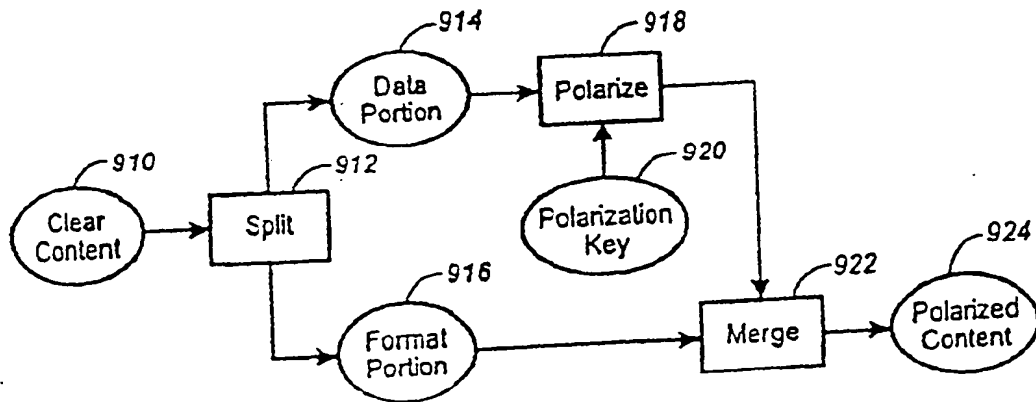 914
Data
Portion
918
Polarize
910
Clear
Content
912
Split
920
Polarization
Key
916
Format
Portion
922
Merge
924
Polarized
Content